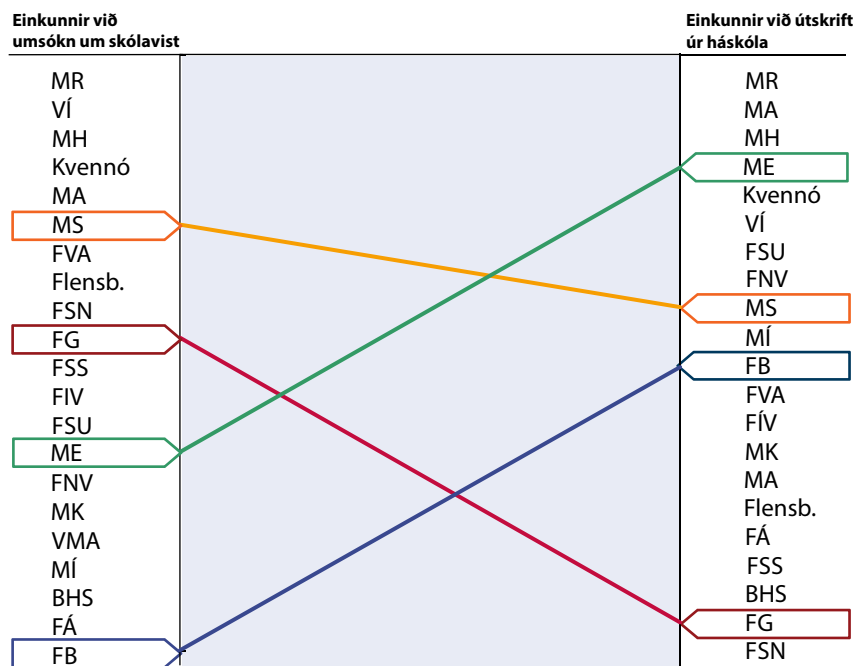 Einkunnir við
umsókn um skólavist
MR
VÍ
MH
Kvennó
MA
MS
FVA
Flensb.
FSN
FG
FSS
FIV
FSU
ME
FNV
MK
VMA
MÍ
BHS
FÁ
FB
Einkunnir við útskrift
úr háskóla
MR
MA
MH
ME
Kvennó
VÍ
FSU
FNV
MS
MÍ
FB
FVA
FÍV
MK
MA
Flensb.
FÁ
FSS
BHS
FG
FSN